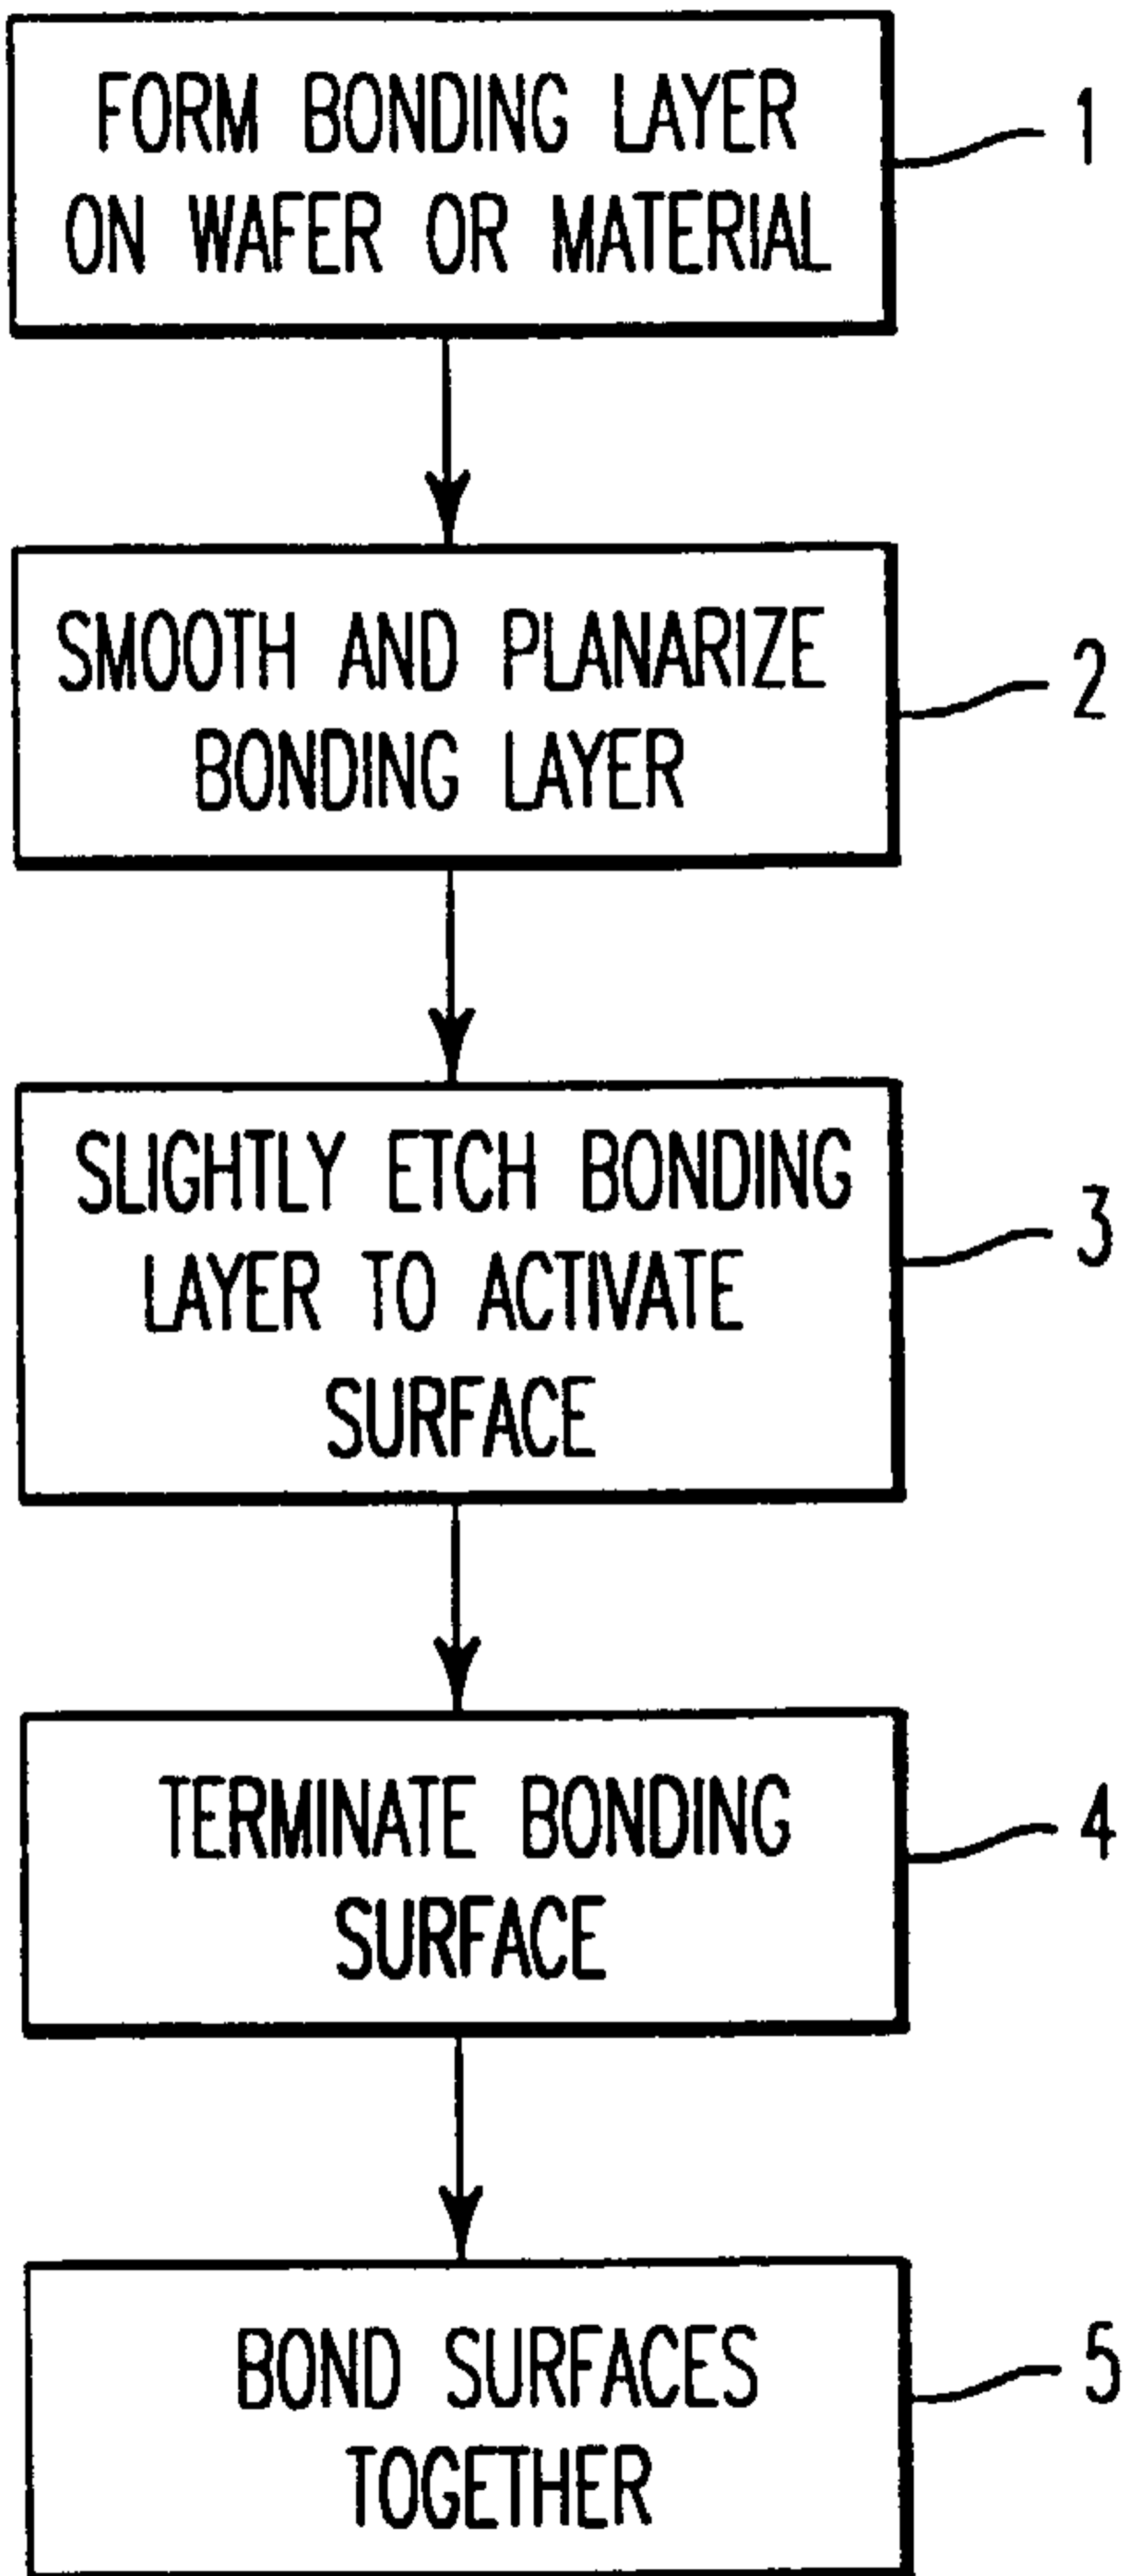 FORM BONDING LAYER
ON WAFER OR MATERIAL
1
SMOOTH AND PLANARIZE
BONDING LAYER
2
SLIGHTLY ETCH BONDING
LAYER TO ACTIVATE
SURFACE
3
TERMINATE BONDING
SURFACE
4
BOND SURFACES
TOGETHER
5